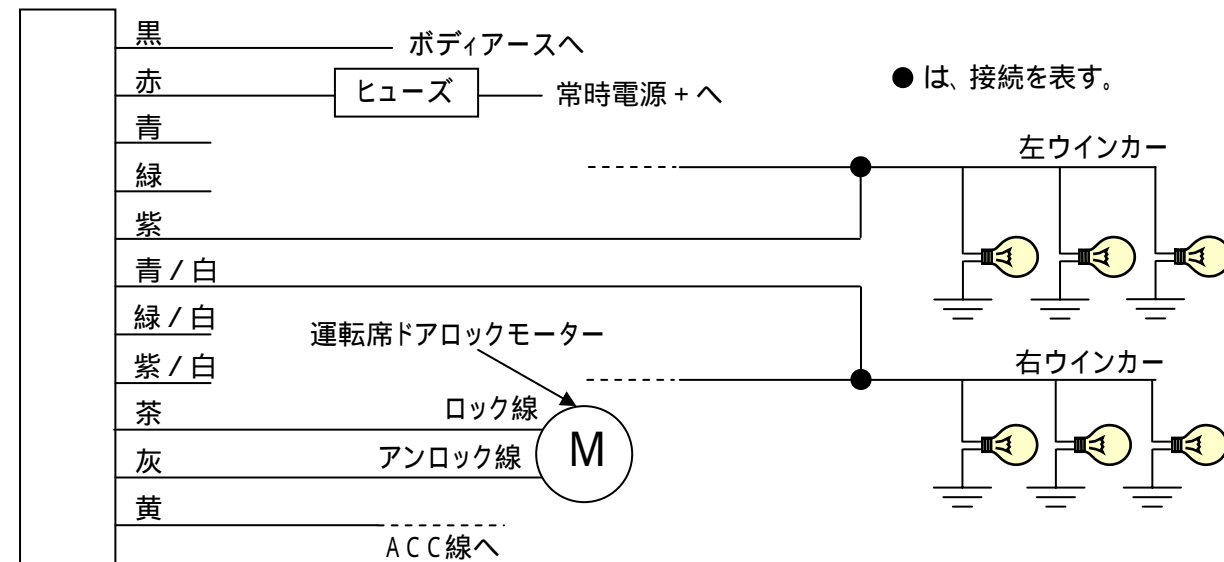 黒
ボディアースへ
赤
ヒューズ
常時電源+へ
●は、接続を表す。
青
左ウインカー
緑
紫
青/白
緑/白
運転席ドアロックモーター
紫/白
右ウインカー
茶
ロック線
M
灰
アンロック線
黄
ACC線へ